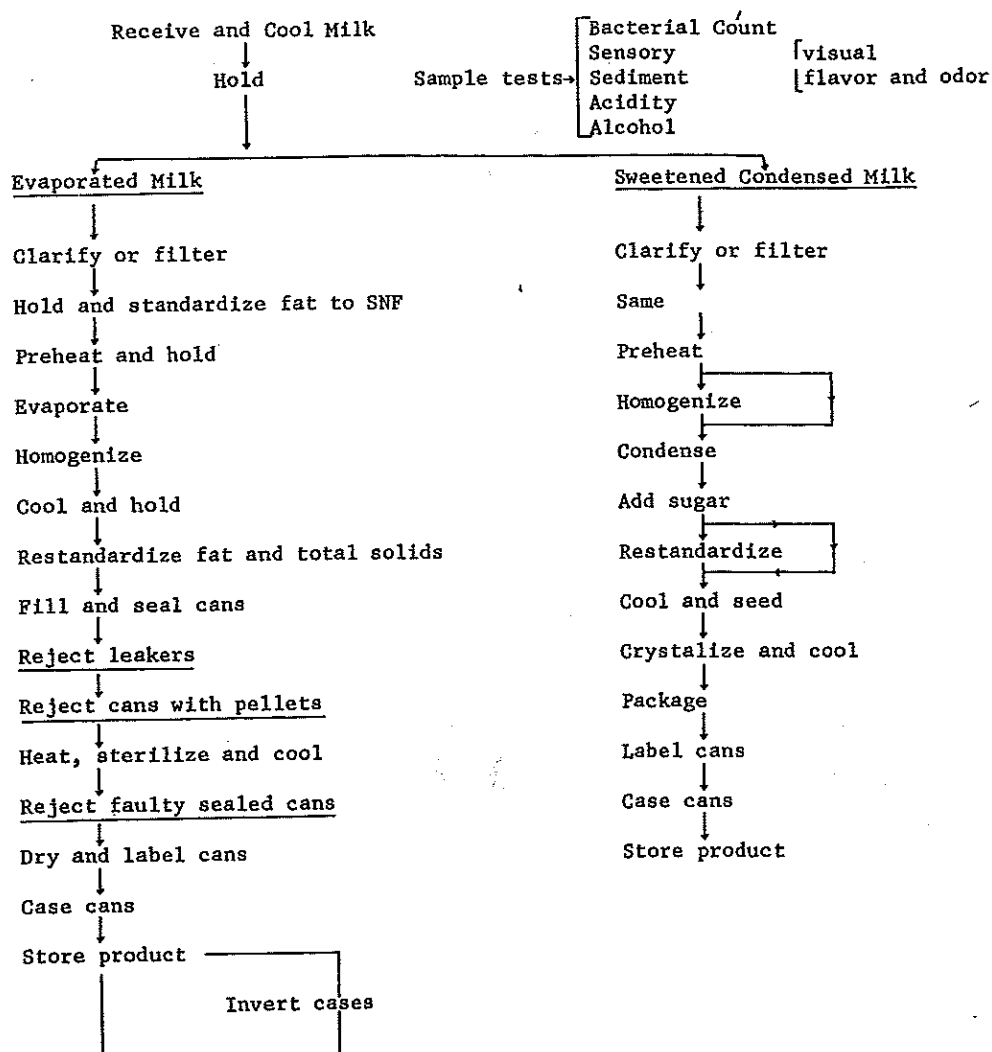 Receive and Cool Milk
Hold
Sample tests→
Bacterial Count
Sensory
visual
flavor and odor
Sediment
Acidity
Alcohol
Evaporated Milk
Clarify or filter
Hold and standardize fat to SNF
Preheat and hold
Evaporate
Homogenize
Cool and hold
Restandardize fat and total solids
Fill and seal cans
Reject leakers
Reject cans with pellets
Heat, sterilize and cool
Reject faulty sealed cans
Dry and label cans
Case cans
Store product
Invert cases
Sweetened Condensed Milk
Clarify or filter
Same
Preheat
Homogenize
Condense
Add sugar
Restandardize
Cool and seed
Crystalize and cool
Package
Label cans
Case cans
Store product